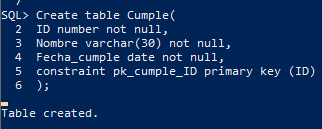 SQL> Create table Cumple(
2 ID number not null,
3 Nombre varchar(30) not null,
4 Fecha_cumple date not null,
5 constraint pk_cumple_ID primary key (ID)
6 );
Table created.